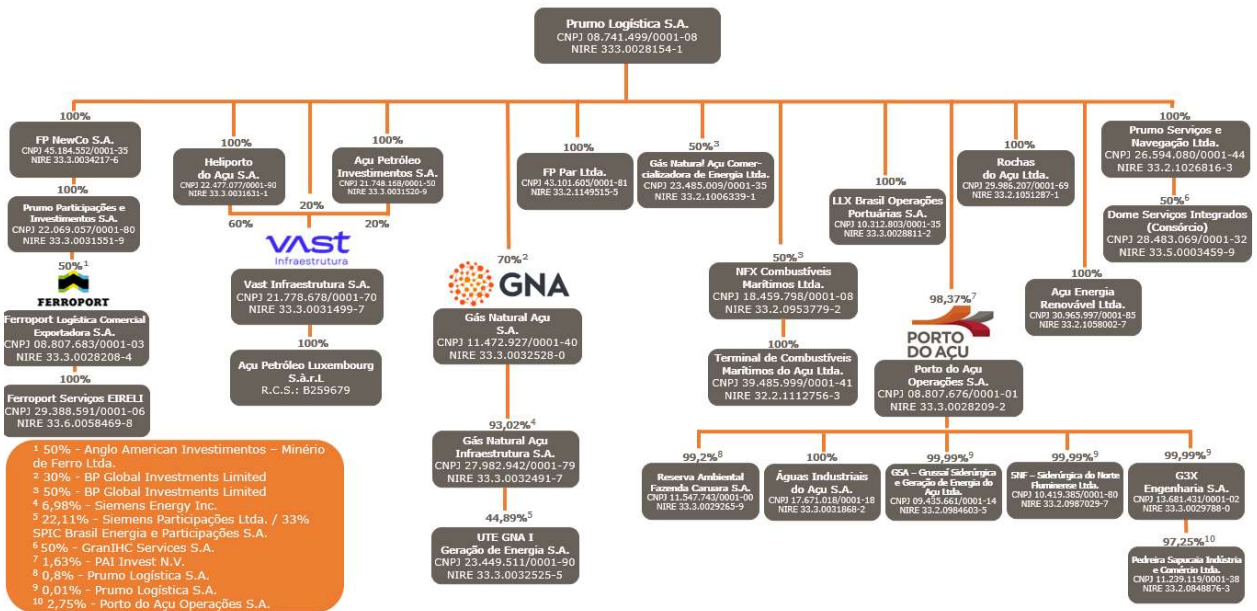 Prumo Logística S.A.
CNPJ 08.741.499/0001-08
NIRE 333.0028154-1
100%
FP NewCo S.A.
CNPJ 45.184.552/0001-35
NIRE 33.3.0034217-6
100%
Prumo Participações e
Investimentos S.A.
CNPJ 22.069.057/0001-80
NIRE 33.3.0031551-9
50%¹
FERROPORT
Ferroport Logística Comercial
Exportadora S.A.
CNPJ 08.807.683/0001-03
NIRE 33.3.0028208-4
100%
Ferroport Serviços EIRELI
CNPJ 29.388.591/0001-06
NIRE 33.6.0058469-8
100%
Heliporto
do Açu S.A.
CNPJ 22.477.077/0001-90
NIRE 33.3.0031631-1
100%
Açu Petróleo
Investimentos S.A.
CNPJ 21.748.168/0001-50
NIRE 33.3.0031520-9
60%
20%
20%
vast
infraestrutura
Vast Infraestrutura S.A.
CNPJ 21.778.678/0001-70
NIRE 33.3.0031499-7
100%
Açu Petróleo Luxembourg
S.à.r.L
R.C.S.: B259679
70%²
GNA
Gás Natural Açu
S.A.
CNPJ 11.472.927/0001-40
NIRE 33.3.0032528-0
93,02%⁴
Gás Natural Açu
Infraestrutura S.A.
CNPJ 27.982.942/0001-79
NIRE 33.3.0032491-7
44,89%⁵
UTE GNA I
Geração de Energia S.A.
CNPJ 23.449.511/0001-90
NIRE 33.3.0032525-5
100%
FP Par Ltda.
CNPJ 43.101.605/0001-81
NIRE 33.2.1149515-5
50%³
Gás Natural Açu Comer-
cializadora de Energia Ltda.
CNPJ 23.485.009/0001-35
NIRE 33.2.1006339-1
50%³
NFX Combustíveis
Marítimos Ltda.
CNPJ 18.459.798/0001-08
NIRE 33.2.0953779-2
100%
Terminal de Combustíveis
Marítimos do Açu Ltda.
CNPJ 39.485.999/0001-41
NIRE 32.2.1112756-3
100%
LLX Brasil Operações
Portuárias S.A.
CNPJ 10.312.803/0001-35
NIRE 33.3.0028811-2
98,37%⁷
PORTO
DO AÇU
Porto do Açu
Operações S.A.
CNPJ 08.807.676/0001-01
NIRE 33.3.0028209-2
100%
Rochas
do Açu Ltda.
CNPJ 29.986.207/0001-69
NIRE 33.2.1051287-1
100%
Açu Energia
Renovável Ltda.
CNPJ 30.965.997/0001-85
NIRE 33.2.1058002-7
100%
Prumo Serviços e
Navegação Ltda.
CNPJ 26.594.080/0001-44
NIRE 33.2.1026816-3
50%⁶
Dome Serviços Integrados
(Consórcio)
CNPJ 28.483.069/0001-32
NIRE 33.5.0003459-9
99,2%⁸
Reserva Ambiental
Fazenda Caruara S.A.
CNPJ 11.547.743/0001-00
NIRE 33.3.0029265-9
100%
Águas Industriais
do Açu S.A.
CNPJ 17.671.018/0001-18
NIRE 33.3.0031868-2
99,99%⁹
GSA – Grussaí Siderúrgica
e Geração de Energia do
Açu Ltda.
CNPJ 09.435.661/0001-14
NIRE 33.2.0984603-5
99,99%⁹
SNF – Siderúrgica do Norte
Fluminense Ltda.
CNPJ 10.419.385/0001-80
NIRE 33.2.0987029-7
99,99%⁹
G3X
Engenharia S.A.
CNPJ 13.681.431/0001-02
NIRE 33.3.0029788-0
97,25%¹⁰
Pedreira Sapucaia Indústria
e Comércio Ltda.
CNPJ 11.239.119/0001-38
NIRE 33.2.0848876-3
¹ 50% - Anglo American Investimentos – Minério
de Ferro Ltda.
² 30% - BP Global Investments Limited
³ 50% - BP Global Investments Limited
⁴ 6,98% - Siemens Energy Inc.
⁵ 22,11% - Siemens Participações Ltda. / 33%
SPIC Brasil Energia e Participações S.A.
⁶ 50% - GranIHC Services S.A.
⁷ 1,63% - PAI Invest N.V.
⁸ 0,8% - Prumo Logística S.A.
⁹ 0,01% - Prumo Logística S.A.
¹⁰ 2,75% - Porto do Açu Operações S.A.